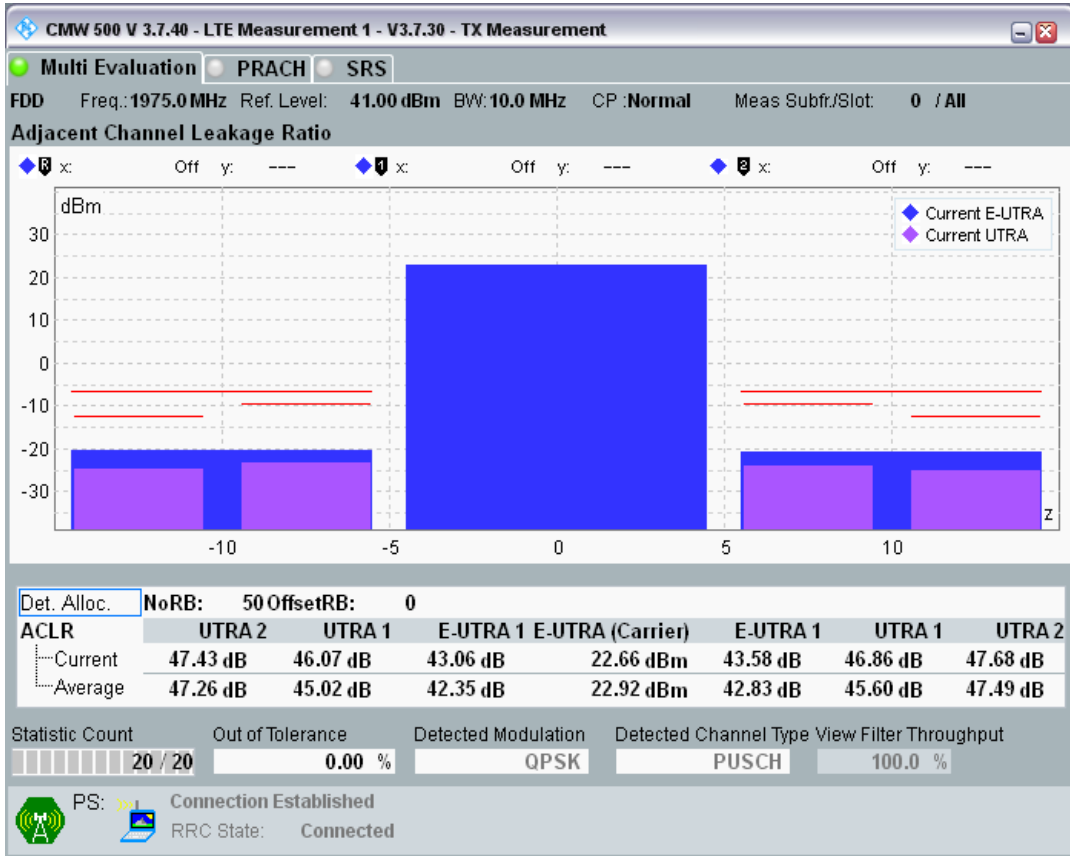 CMW 500 V 3.7.40 - LTE Measurement 1 - V3.7.30 - TX Measurement
Multi Evaluation PRACH SRS
FDD Freq.: 1975.0 MHz Ref. Level: 41.00 dBm BW: 10.0 MHz CP :Normal Meas Subfr./Slot: 0 / All
Adjacent Channel Leakage Ratio
R x: Off y: --- 1 x: Off y: --- 2 x: Off y: ---
dBm
Current E-UTRA
Current UTRA
30
20
10
0
-10
-20
-30
z
-10 -5 0 5 10
Det. Alloc. NoRB: 50 OffsetRB: 0
ACLR UTRA 2 UTRA 1 E-UTRA 1 E-UTRA (Carrier) E-UTRA 1 UTRA 1 UTRA 2
Current 47.43 dB 46.07 dB 43.06 dB 22.66 dBm 43.58 dB 46.86 dB 47.68 dB
Average 47.26 dB 45.02 dB 42.35 dB 22.92 dBm 42.83 dB 45.60 dB 47.49 dB
Statistic Count Out of Tolerance Detected Modulation Detected Channel Type View Filter Throughput
20 / 20 0.00 % QPSK PUSCH 100.0 %
PS: Connection Established
RRC State: Connected